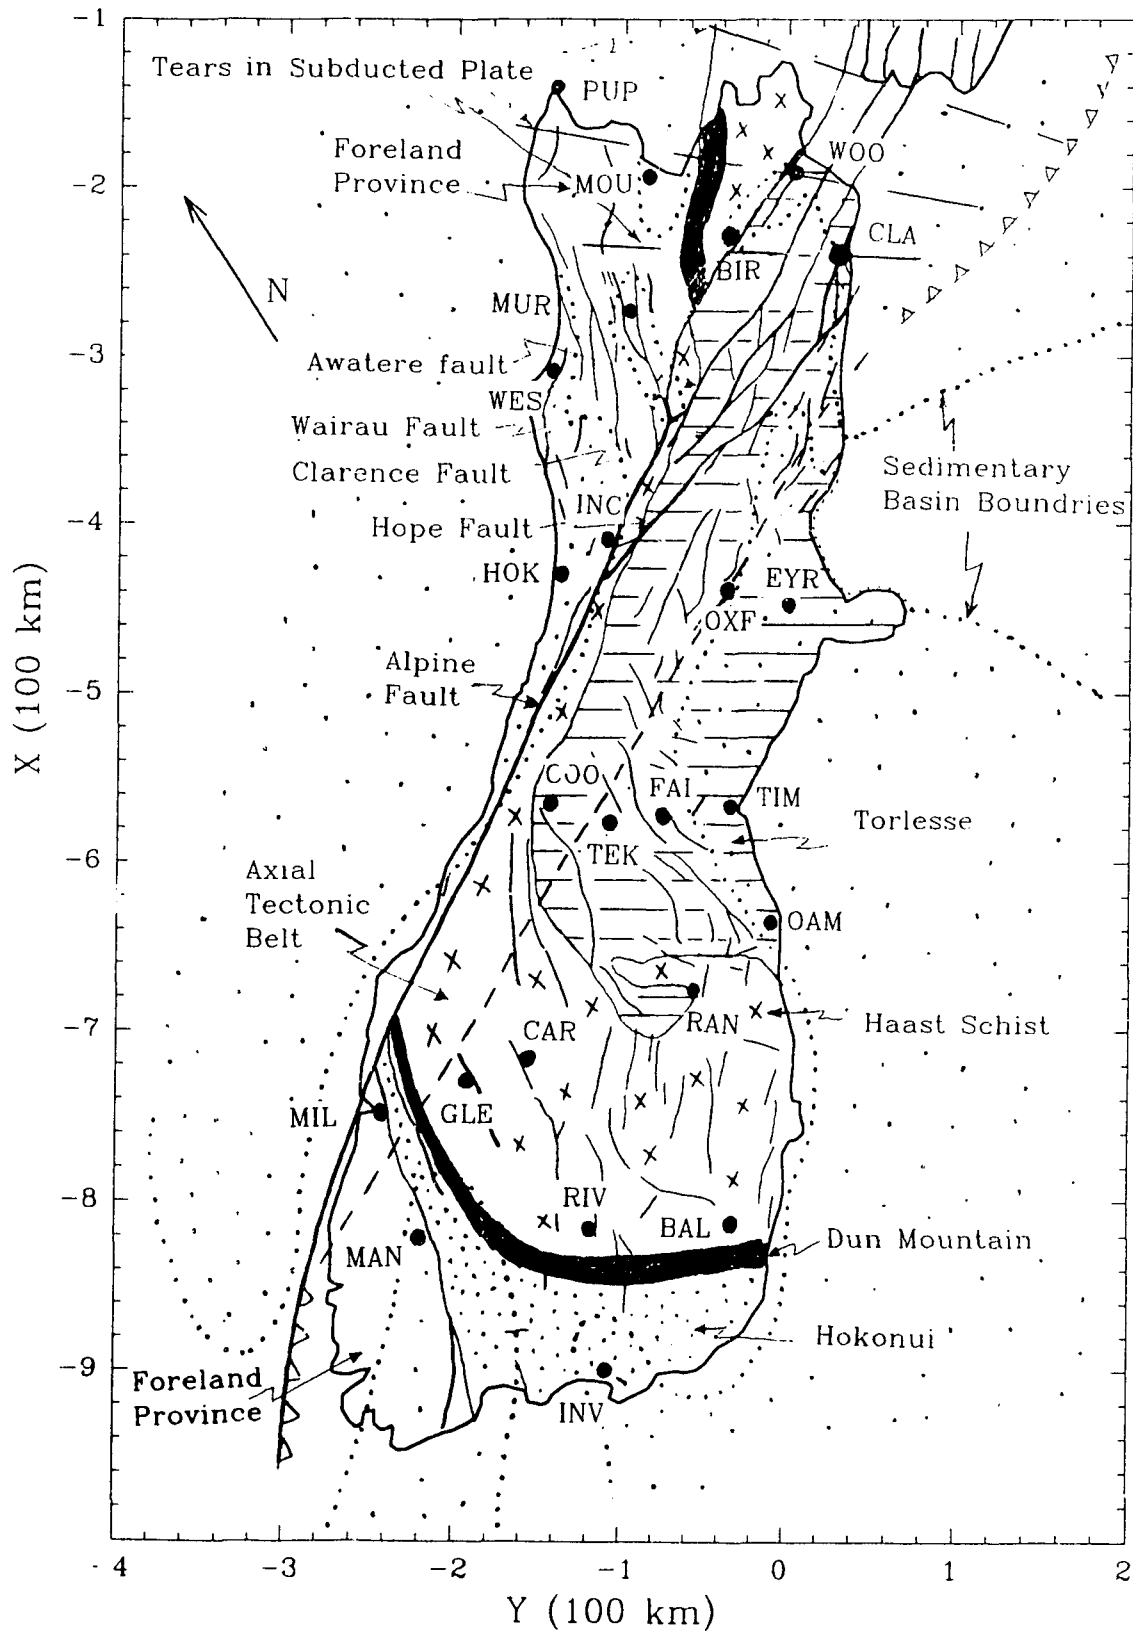 -1
Tears in Subducted Plate
PUP
Foreland
Province
MOU
WOO
-2
CLA
BIR
N
MUR
-3
Awatere fault
WES
Wairau Fault
Clarence Fault
Sedimentary
Basin Boundries
INC
-4
Hope Fault
HOK
EYR
OXF
X (100 km)
Alpine
Fault
-5
COO
FAI
TIM
Torlesse
TEK
-6
Axial
Tectonic
Belt
OAM
-7
RAN
Haast Schist
CAR
MIL
GLE
-8
RIV
BAL
MAN
Dun Mountain
Hokonui
-9
Foreland
Province
INV
-4
-3
-2
-1
0
1
2
Y (100 km)